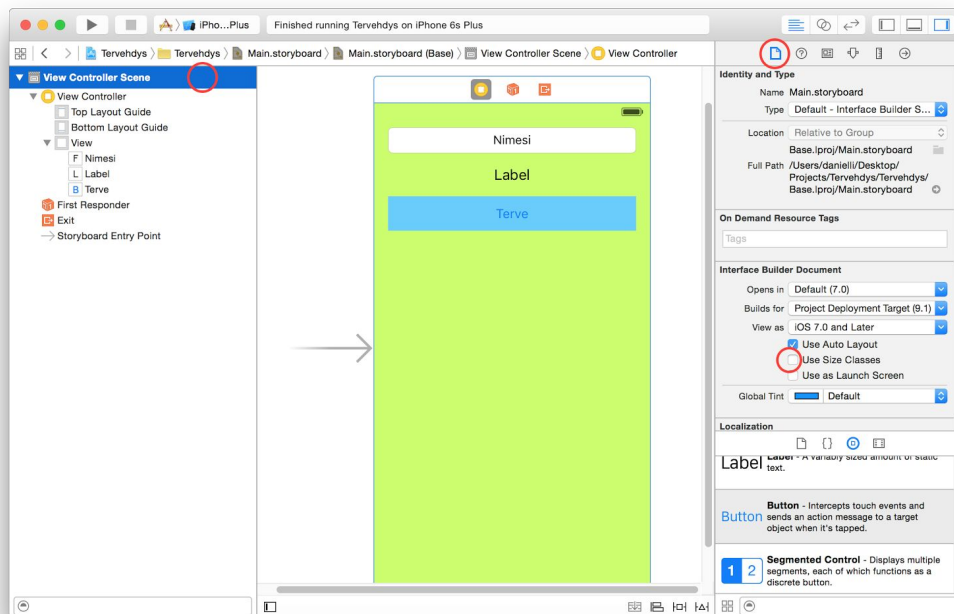 iPho...Plus
Finished running Tervehdys on iPhone 6s Plus
Tervehdys
Tervehdys
Main.storyboard
Main.storyboard (Base)
View Controller Scene
View Controller
View Controller Scene
View Controller
Top Layout Guide
Bottom Layout Guide
View
F Nimesi
L Label
B Terve
First Responder
Exit
Storyboard Entry Point
Nimesi
Label
Terve
Identity and Type
Name Main.storyboard
Type Default - Interface Builder S...
Location Relative to Group
Base.lproj/Main.storyboard
Full Path /Users/danielli/Desktop/
Projects/Tervehdys/Tervehdys/
Base.lproj/Main.storyboard
On Demand Resource Tags
Tags
Interface Builder Document
Opens in Default (7.0)
Builds for Project Deployment Target (9.1)
View as iOS 7.0 and Later
Use Auto Layout
Use Size Classes
Use as Launch Screen
Global Tint Default
Localization
{}
Label Label - A variably sized amount of static
text.
Button - Intercepts touch events and
Button sends an action message to a target
object when it's tapped.
Segmented Control - Displays multiple
1 2 segments, each of which functions as a
discrete button.